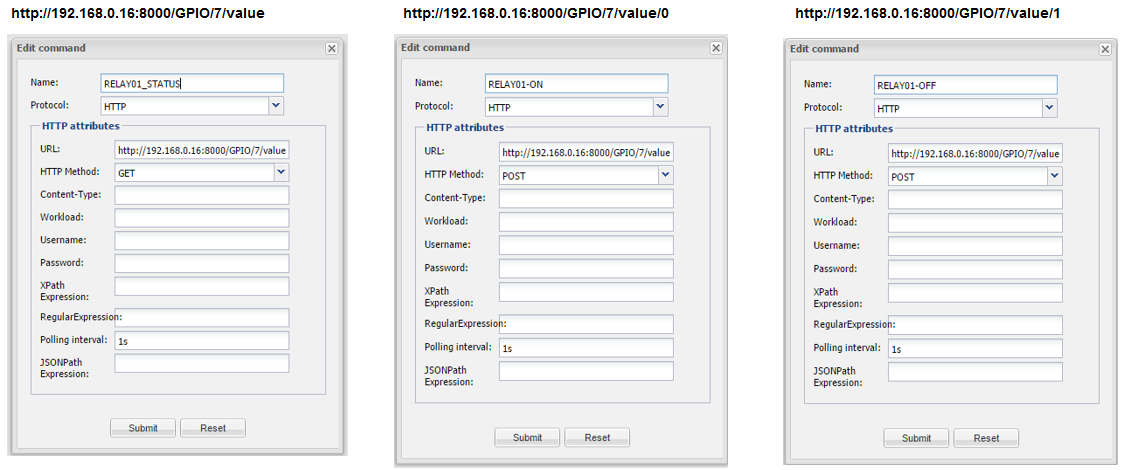 http://192.168.0.16:8000/GPIO/7/value
Edit command
Name: RELAY01_STATUS
Protocol: HTTP
HTTP attributes
URL: http://192.168.0.16:8000/GPIO/7/value
HTTP Method: GET
Content-Type:
Workload:
Username:
Password:
XPath
Expression:
RegularExpression:
Polling interval: 1s
JSONPath
Expression:
Submit Reset
http://192.168.0.16:8000/GPIO/7/value/0
Edit command
Name: RELAY01-ON
Protocol: HTTP
HTTP attributes
URL: http://192.168.0.16:8000/GPIO/7/value
HTTP Method: POST
Content-Type:
Workload:
Username:
Password:
XPath
Expression:
RegularExpression:
Polling interval: 1s
JSONPath
Expression:
Submit Reset
http://192.168.0.16:8000/GPIO/7/value/1
Edit command
Name: RELAY01-OFF
Protocol: HTTP
HTTP attributes
URL: http://192.168.0.16:8000/GPIO/7/value
HTTP Method: POST
Content-Type:
Workload:
Username:
Password:
XPath
Expression:
RegularExpression:
Polling interval: 1s
JSONPath
Expression:
Submit Reset